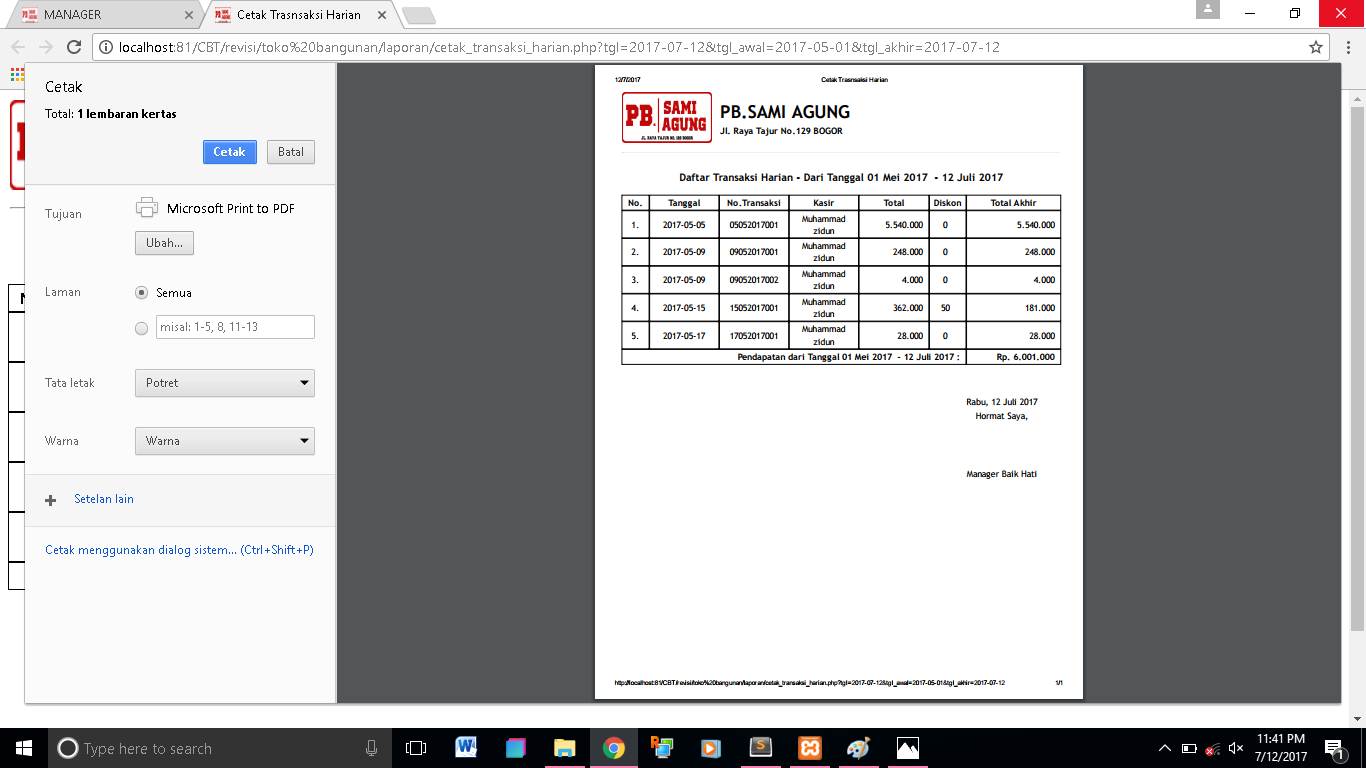 MANAGER
Cetak Trasnsaksi Harian
localhost:81/CBT/revisi/toko%20bangunan/laporan/cetak_transaksi_harian.php?tgl=2017-07-12&tgl_awal=2017-05-01&tgl_akhir=2017-07-12
Cetak
Total: 1 lembaran kertas
Cetak Batal
Tujuan Microsoft Print to PDF
Ubah...
Laman Semua
misal: 1-5, 8, 11-13
Tata letak Potret
Warna Warna
Setelan lain
Cetak menggunakan dialog sistem... (Ctrl+Shift+P)
12/7/2017 Cetak Trasnsaksi Harian
PB. SAMI AGUNG
JL. RAYA TAJUR NO. 129 BOGOR
PB.SAMI AGUNG
Jl. Raya Tajur No.129 BOGOR
Daftar Transaksi Harian - Dari Tanggal 01 Mei 2017 - 12 Juli 2017
No. Tanggal No.Transaksi Kasir Total Diskon Total Akhir
1. 2017-05-05 05052017001 Muhammad zidun 5.540.000 0 5.540.000
2. 2017-05-09 09052017001 Muhammad zidun 248.000 0 248.000
3. 2017-05-09 09052017002 Muhammad zidun 4.000 0 4.000
4. 2017-05-15 15052017001 Muhammad zidun 362.000 50 181.000
5. 2017-05-17 17052017001 Muhammad zidun 28.000 0 28.000
Pendapatan dari Tanggal 01 Mei 2017 - 12 Juli 2017 : Rp. 6.001.000
Rabu, 12 Juli 2017
Hormat Saya,
Manager Baik Hati
http://localhost:81/CBT/revisi/toko%20bangunan/laporan/cetak_transaksi_harian.php?tgl=2017-07-12&tgl_awal=2017-05-01&tgl_akhir=2017-07-12 1/1
Type here to search
11:41 PM
7/12/2017